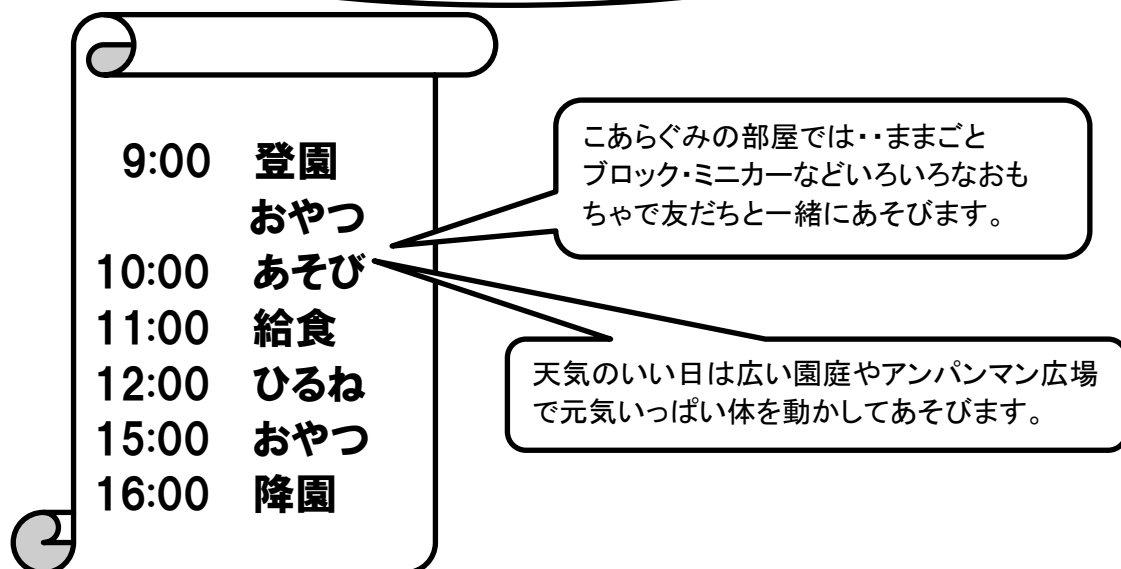 9:00 登園
おやつ
10:00 あそび
11:00 給食
12:00 ひるね
15:00 おやつ
16:00 降園
こあらぐみの部屋では・・ままごと
ブロック・ミニカーなどいろいろなおも
ちゃで友だちと一緒にあそびます。
天気のいい日は広い園庭やアンパンマン広場
で元気いっぱい体を動かしてあそびます。